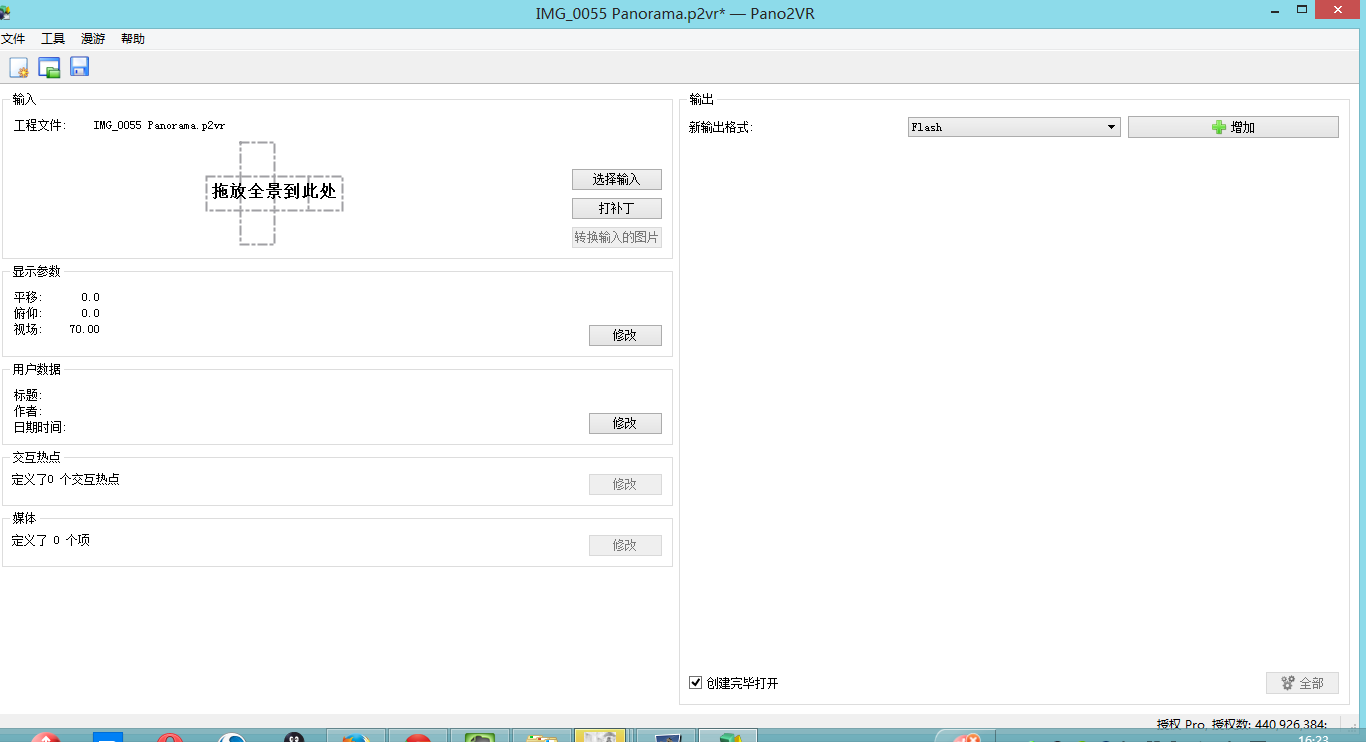 IMG_0055 Panorama.p2vr* — Pano2VR
文件 工具 漫游 帮助
输入
工程文件: IMG_0055 Panorama.p2vr
拖放全景到此处
选择输入
打补丁
转换输入的图片
显示参数
平移: 0.0
俯仰: 0.0
视场: 70.00
修改
用户数据
标题:
作者:
日期时间:
修改
交互热点
定义了0 个交互热点
修改
媒体
定义了 0 个项
修改
输出
新输出格式: Flash 增加
创建完毕打开
全部
授权 Pro, 授权数: 440,926,384;
16:23